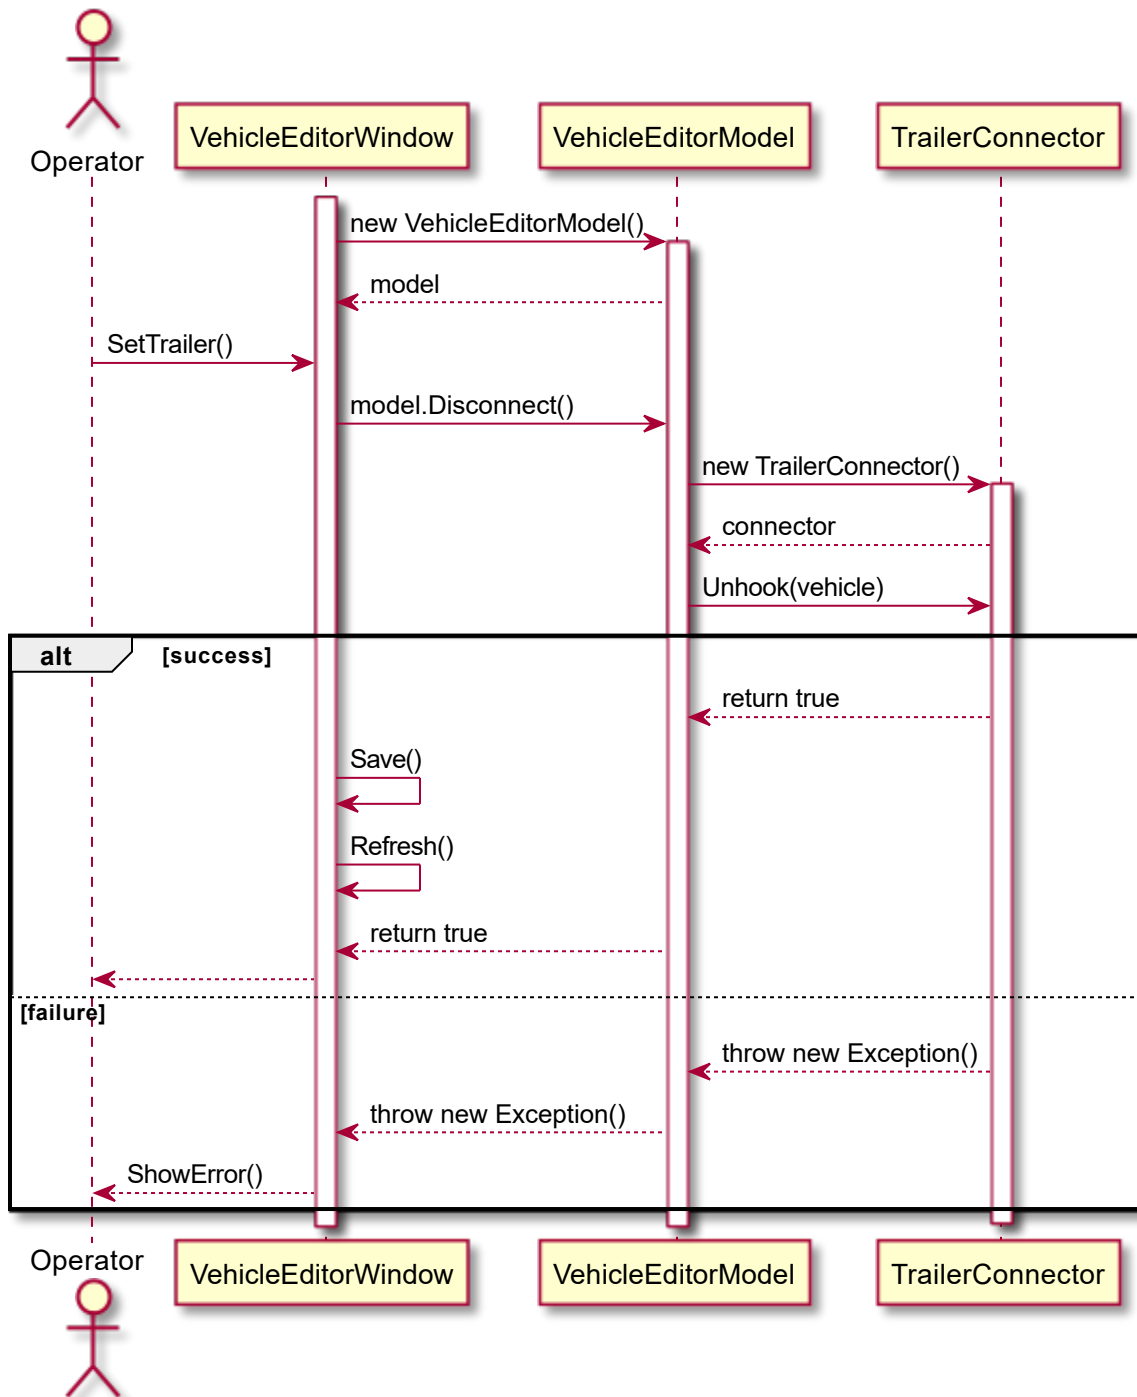 Operator
VehicleEditorWindow
VehicleEditorModel
TrailerConnector
new VehicleEditorModel()
model
SetTrailer()
model.Disconnect()
new TrailerConnector()
connector
Unhook(vehicle)
alt
[success]
return true
Save()
Refresh()
return true
[failure]
throw new Exception()
throw new Exception()
ShowError()
Operator
VehicleEditorWindow
VehicleEditorModel
TrailerConnector